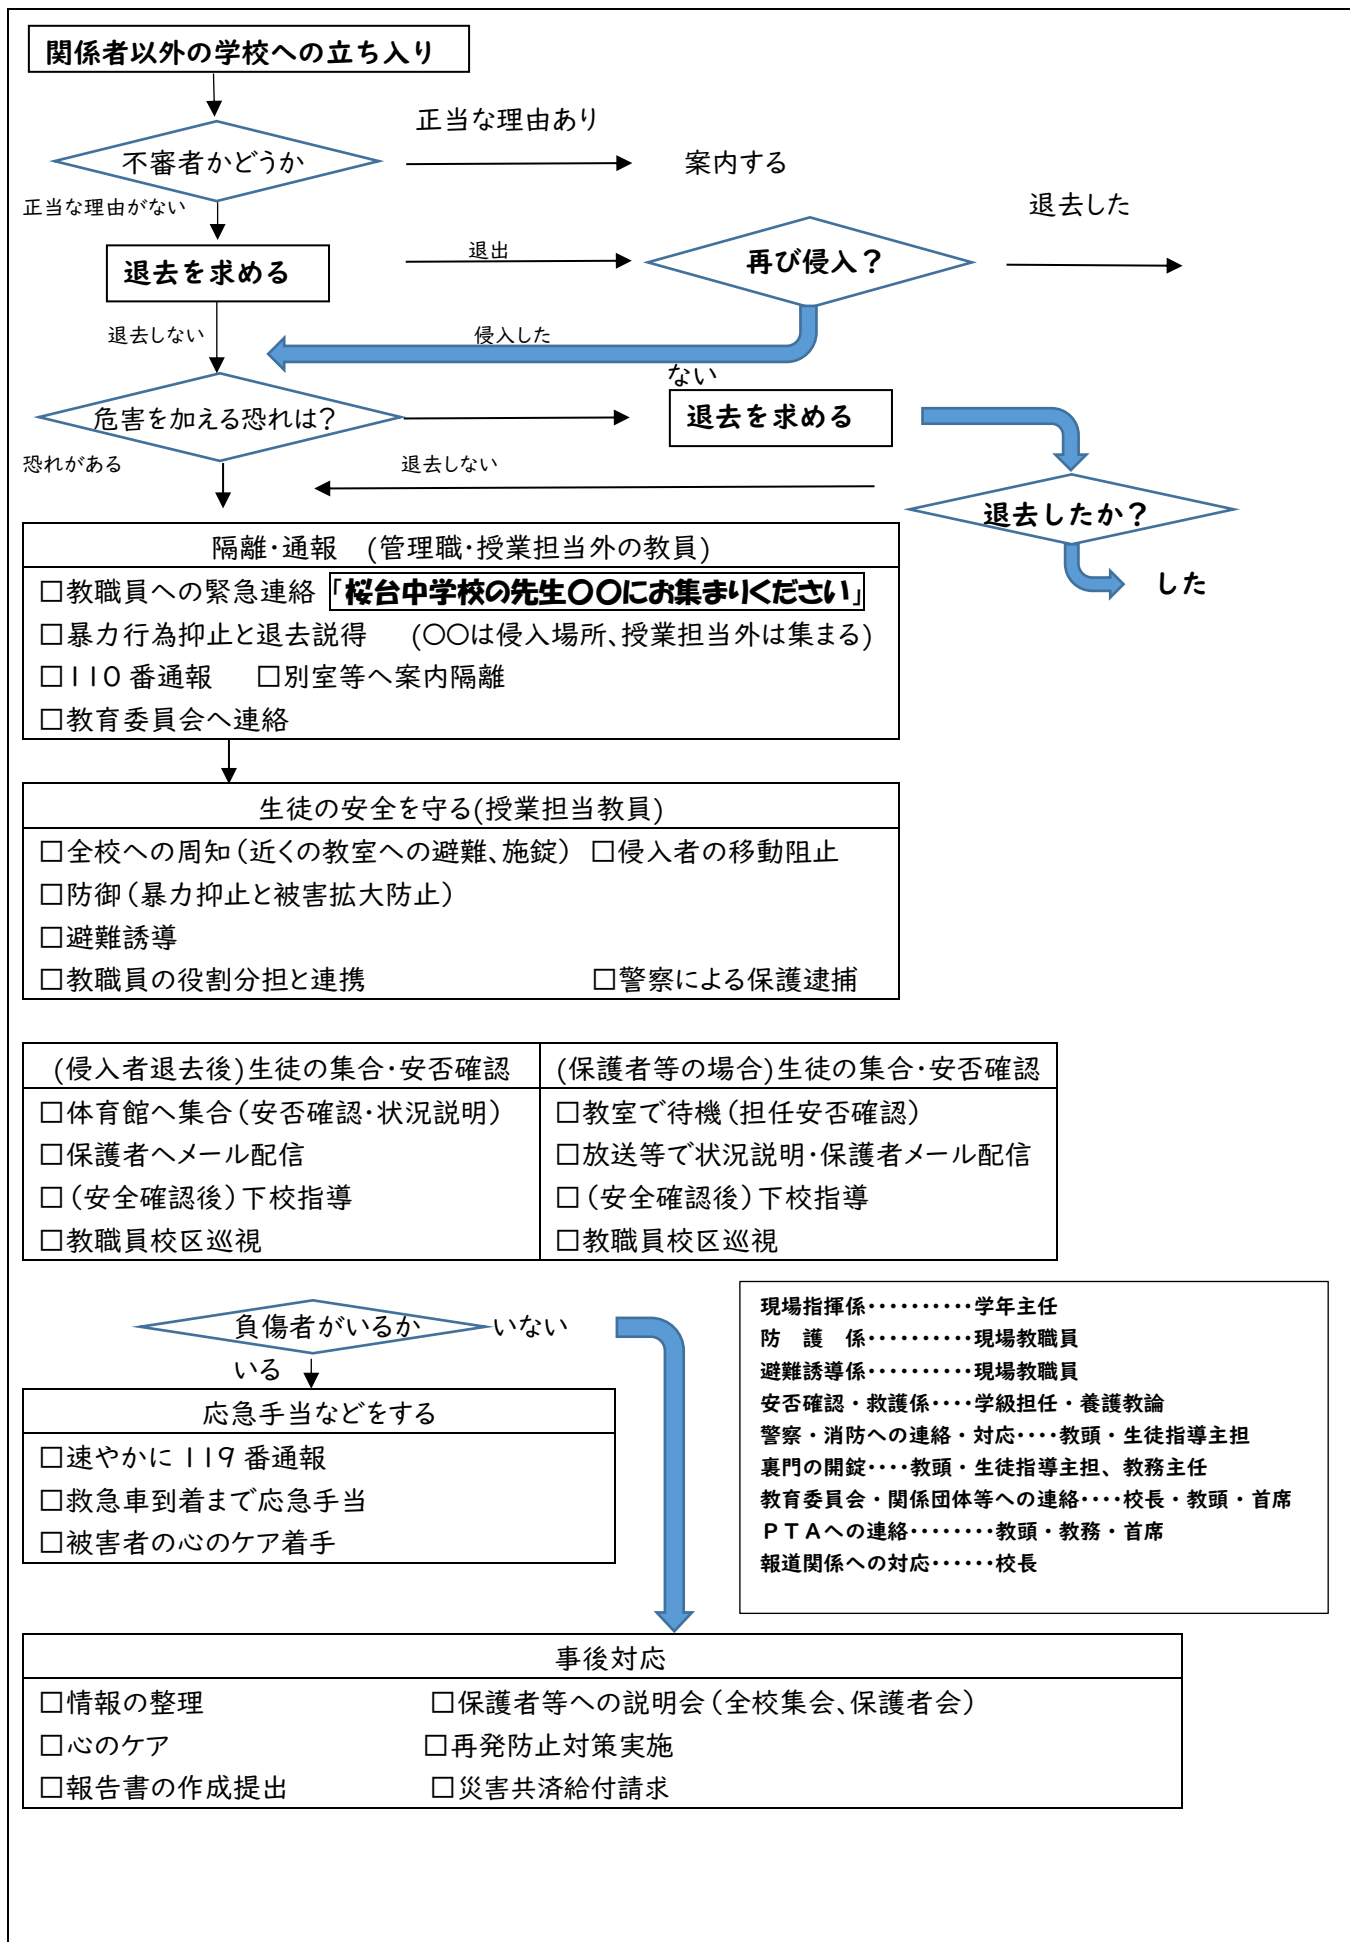 関係者以外の学校への立ち入り
正当な理由あり
不審者かどうか
案内する
正当な理由がない
退去した
退去を求める
退出
再び侵入?
退去しない
侵入した
ない
危害を加える恐れは?
退去を求める
恐れがある
退去しない
退去したか?
した
隔離・通報 (管理職・授業担当外の教員)
□教職員への緊急連絡 「桜台中学校の先生〇〇にお集まりください」
□暴力行為抑止と退去説得 (〇〇は侵入場所、授業担当外は集まる)
□110番通報 □別室等へ案内隔離
□教育委員会へ連絡
生徒の安全を守る(授業担当教員)
□全校への周知(近くの教室への避難、施錠) □侵入者の移動阻止
□防御(暴力抑止と被害拡大防止)
□避難誘導
□教職員の役割分担と連携 □警察による保護逮捕
(侵入者退去後)生徒の集合・安否確認
□体育館へ集合(安否確認・状況説明)
□保護者へメール配信
□(安全確認後)下校指導
□教職員校区巡視
(保護者等の場合)生徒の集合・安否確認
□教室で待機(担任安否確認)
□放送等で状況説明・保護者メール配信
□(安全確認後)下校指導
□教職員校区巡視
負傷者がいるか
いない
いる
応急手当などをする
□速やかに119番通報
□救急車到着まで応急手当
□被害者の心のケア着手
現場指揮係・・・・・・・・・・学年主任
防 護 係・・・・・・・・・・現場教職員
避難誘導係・・・・・・・・・・現場教職員
安否確認・救護係・・・・学級担任・養護教諭
警察・消防への連絡・対応・・・・教頭・生徒指導主担
裏門の開錠・・・・教頭・生徒指導主担、教務主任
教育委員会・関係団体等への連絡・・・・校長・教頭・首席
PTAへの連絡・・・・・・・・教頭・教務・首席
報道関係への対応・・・・・・校長
事後対応
□情報の整理 □保護者等への説明会(全校集会、保護者会)
□心のケア □再発防止対策実施
□報告書の作成提出 □災害共済給付請求